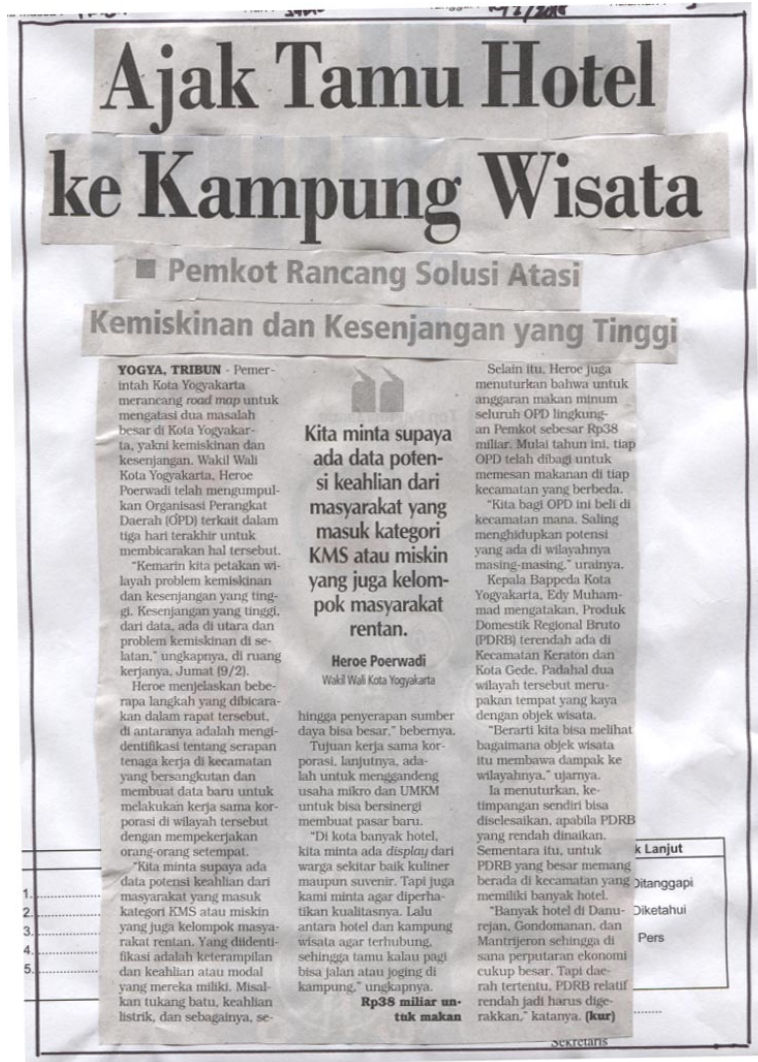 Ajak Tamu Hotel
ke Kampung Wisata
■ Pemkot Rancang Solusi Atasi
Kemiskinan dan Kesenjangan yang Tinggi
YOGYA, TRIBUN - Pemer-
intah Kota Yogyakarta
merancang road map untuk
mengatasi dua masalah
besar di Kota Yogyakar-
ta, yakni kemiskinan dan
kesenjangan. Wakil Wali
Kota Yogyakarta, Heroe
Poerwadi telah mengumpul-
kan Organisasi Perangkat
Daerah (OPD) terkait dalam
tiga hari terakhir untuk
membicarakan hal tersebut.
"Kemarin kita petakan wi-
layah problem kemiskinan
dan kesenjangan yang ting-
gi. Kesenjangan yang tinggi,
dari data, ada di utara dan
problem kemiskinan di se-
latan," ungkapnya, di ruang
kerjanya, Jumat (9/2).
Heroe menjelaskan bebe-
rapa langkah yang dibicara-
kan dalam rapat tersebut,
di antaranya adalah mengi-
dentifikasi tentang serapan
tenaga kerja di kecamatan
yang bersangkutan dan
membuat data baru untuk
melakukan kerja sama kor-
porasi di wilayah tersebut
dengan mempekerjakan
orang-orang setempat.
"Kita minta supaya ada
data potensi keahlian dari
masyarakat yang masuk
kategori KMS atau miskin
yang juga kelompok masya-
rakat rentan. Yang diidenti-
fikasi adalah keterampilan
dan keahlian atau modal
yang mereka miliki. Misal-
kan tukang batu, keahlian
listrik, dan sebagainya, se-
Kita minta supaya
ada data poten-
si keahlian dari
masyarakat yang
masuk kategori
KMS atau miskin
yang juga kelom-
pok masyarakat
rentan.
Heroe Poerwadi
Wakil Wali Kota Yogyakarta
hingga penyerapan sumber
daya bisa besar," bebernya.
Tujuan kerja sama kor-
porasi, lanjutnya, ada-
lah untuk menggandeng
usaha mikro dan UMKM
untuk bisa bersinergi
membuat pasar baru.
"Di kota banyak hotel,
kita minta ada display dari
warga sekitar baik kuliner
maupun suvenir. Tapi juga
kami minta agar diperha-
tikan kualitasnya. Lalu
antara hotel dan kampung
wisata agar terhubung,
sehingga tamu kalau pagi
bisa jalan atau joging di
kampung," ungkapnya.
Rp38 miliar un-
tuk makan
Selain itu, Heroe juga
menuturkan bahwa untuk
anggaran makan minum
seluruh OPD lingkung-
an Pemkot sebesar Rp38
miliar. Mulai tahun ini, tiap
OPD telah dibagi untuk
memesan makanan di tiap
kecamatan yang berbeda.
"Kita bagi OPD ini beli di
kecamatan mana. Saling
menghidupkan potensi
yang ada di wilayahnya
masing-masing," urainya.
Kepala Bappeda Kota
Yogyakarta, Edy Muham-
mad mengatakan, Produk
Domestik Regional Bruto
(PDRB) terendah ada di
Kecamatan Keraton dan
Kota Gede. Padahal dua
wilayah tersebut meru-
pakan tempat yang kaya
dengan objek wisata.
"Berarti kita bisa melihat
bagaimana objek wisata
itu membawa dampak ke
wilayahnya," ujarnya.
Ia menuturkan, ke-
timpangan sendiri bisa
diselesaikan, apabila PDRB
yang rendah dinaikan.
Sementara itu, untuk
PDRB yang besar memang
berada di kecamatan yang
memiliki banyak hotel.
"Banyak hotel di Danu-
rejan, Gondomanan, dan
Mantrijeron sehingga di
sana perputaran ekonomi
cukup besar. Tapi dae-
rah tertentu, PDRB relatif
rendah jadi harus dige-
rakkan," katanya. (kur)
1.
2.
3.
4.
5.
k Lanjut
Ditanggapi
Diketahui
Pers
Sekretaris